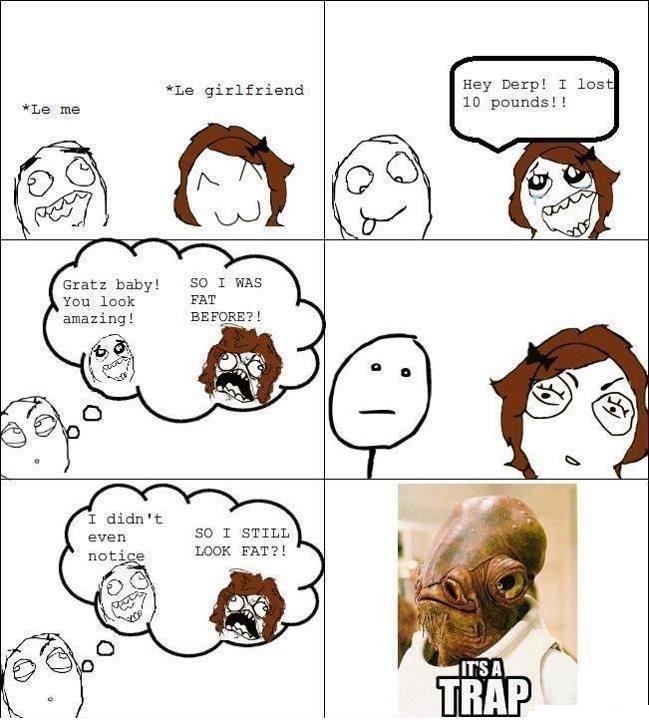 *Le me
*Le girlfriend
Hey Derp! I lost
10 pounds!!
Gratz baby!
You look
amazing!
SO I WAS
FAT
BEFORE?!
I didn't
even
notice
SO I STILL
LOOK FAT?!
IT'S A
TRAP